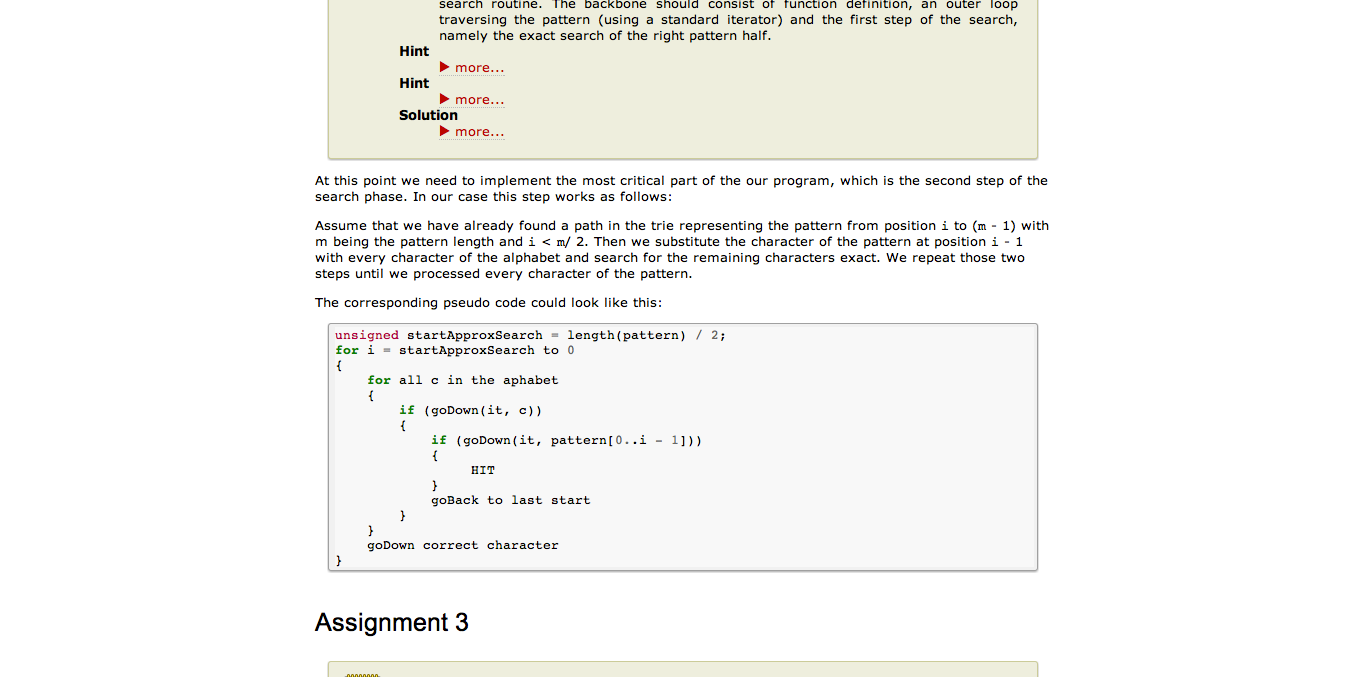 search routine. The backbone should consist of function definition, an outer loop
traversing the pattern (using a standard iterator) and the first step of the search,
namely the exact search of the right pattern half.
Hint
more...
Hint
more...
Solution
more...
At this point we need to implement the most critical part of the our program, which is the second step of the
search phase. In our case this step works as follows:
Assume that we have already found a path in the trie representing the pattern from position i to (m - 1) with
m being the pattern length and i < m/ 2. Then we substitute the character of the pattern at position i - 1
with every character of the alphabet and search for the remaining characters exact. We repeat those two
steps until we processed every character of the pattern.
The corresponding pseudo code could look like this:
unsigned startApproxSearch = length(pattern) / 2;
for i = startApproxSearch to 0
{
for all c in the aphabet
{
if (goDown(it, c))
{
if (goDown(it, pattern[0..i - 1]))
{
HIT
}
goBack to last start
}
}
goDown correct character
}
Assignment 3